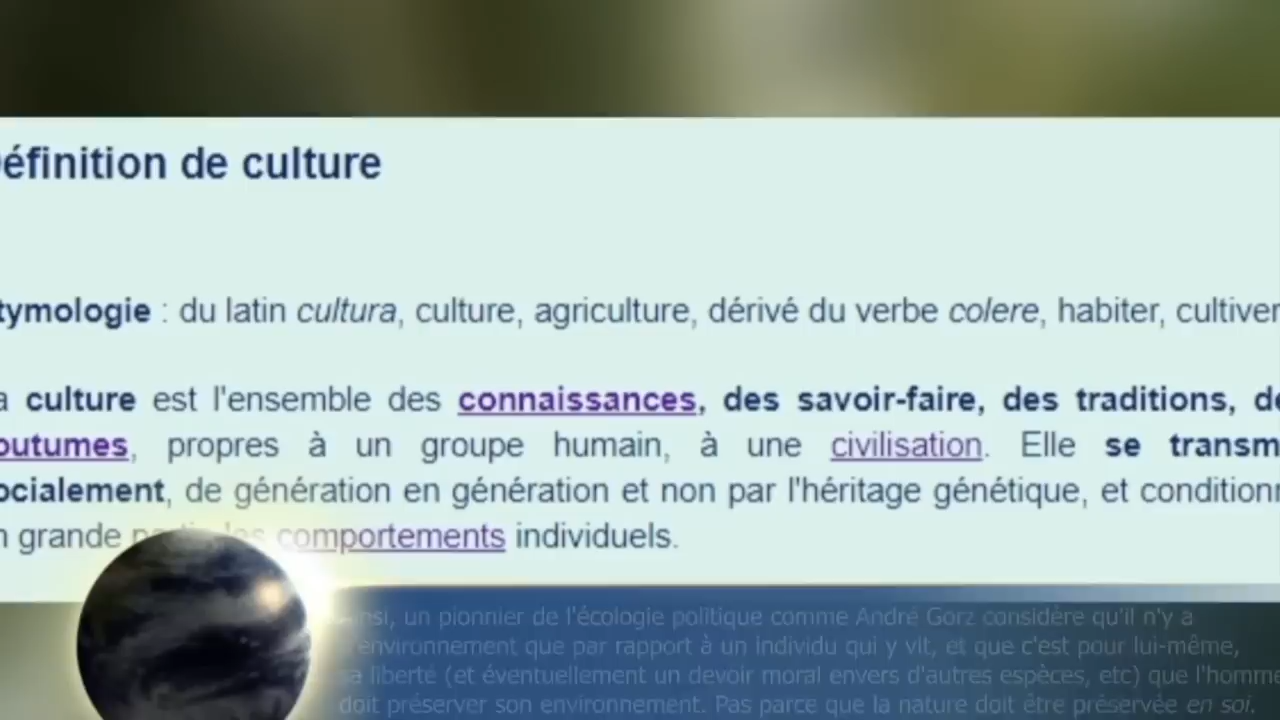 éfinition de culture
tymologie : du latin cultura, culture, agriculture, dérivé du verbe colere, habiter, cultiver
a culture est l'ensemble des connaissances, des savoir-faire, des traditions, de
outumes, propres à un groupe humain, à une civilisation. Elle se transm
ocialement, de génération en génération et non par l'héritage génétique, et conditionn
n grande partie les comportements individuels.
nsi, un pionnier de l'écologie politique comme André Gorz considère qu'il n'y a
environnement que par rapport à un individu qui y vit, et que c'est pour lui-même,
sa liberté (et éventuellement un devoir moral envers d'autres espèces, etc) que l'homme
doit préserver son environnement. Pas parce que la nature doit être préservée en soi.